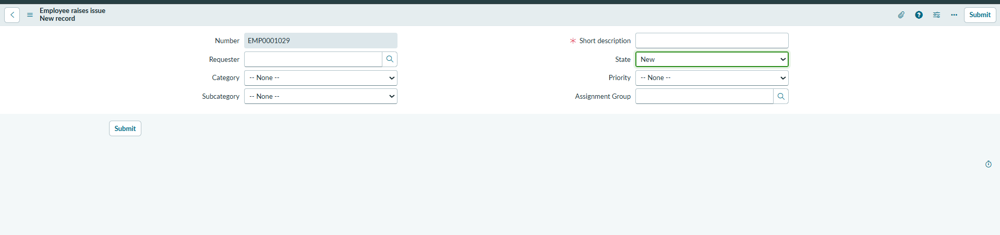 Employee raises issue
New record
Submit
Number EMP0001029
Requester
Category -- None --
Subcategory -- None --
Short description
State New
Priority -- None --
Assignment Group
Submit